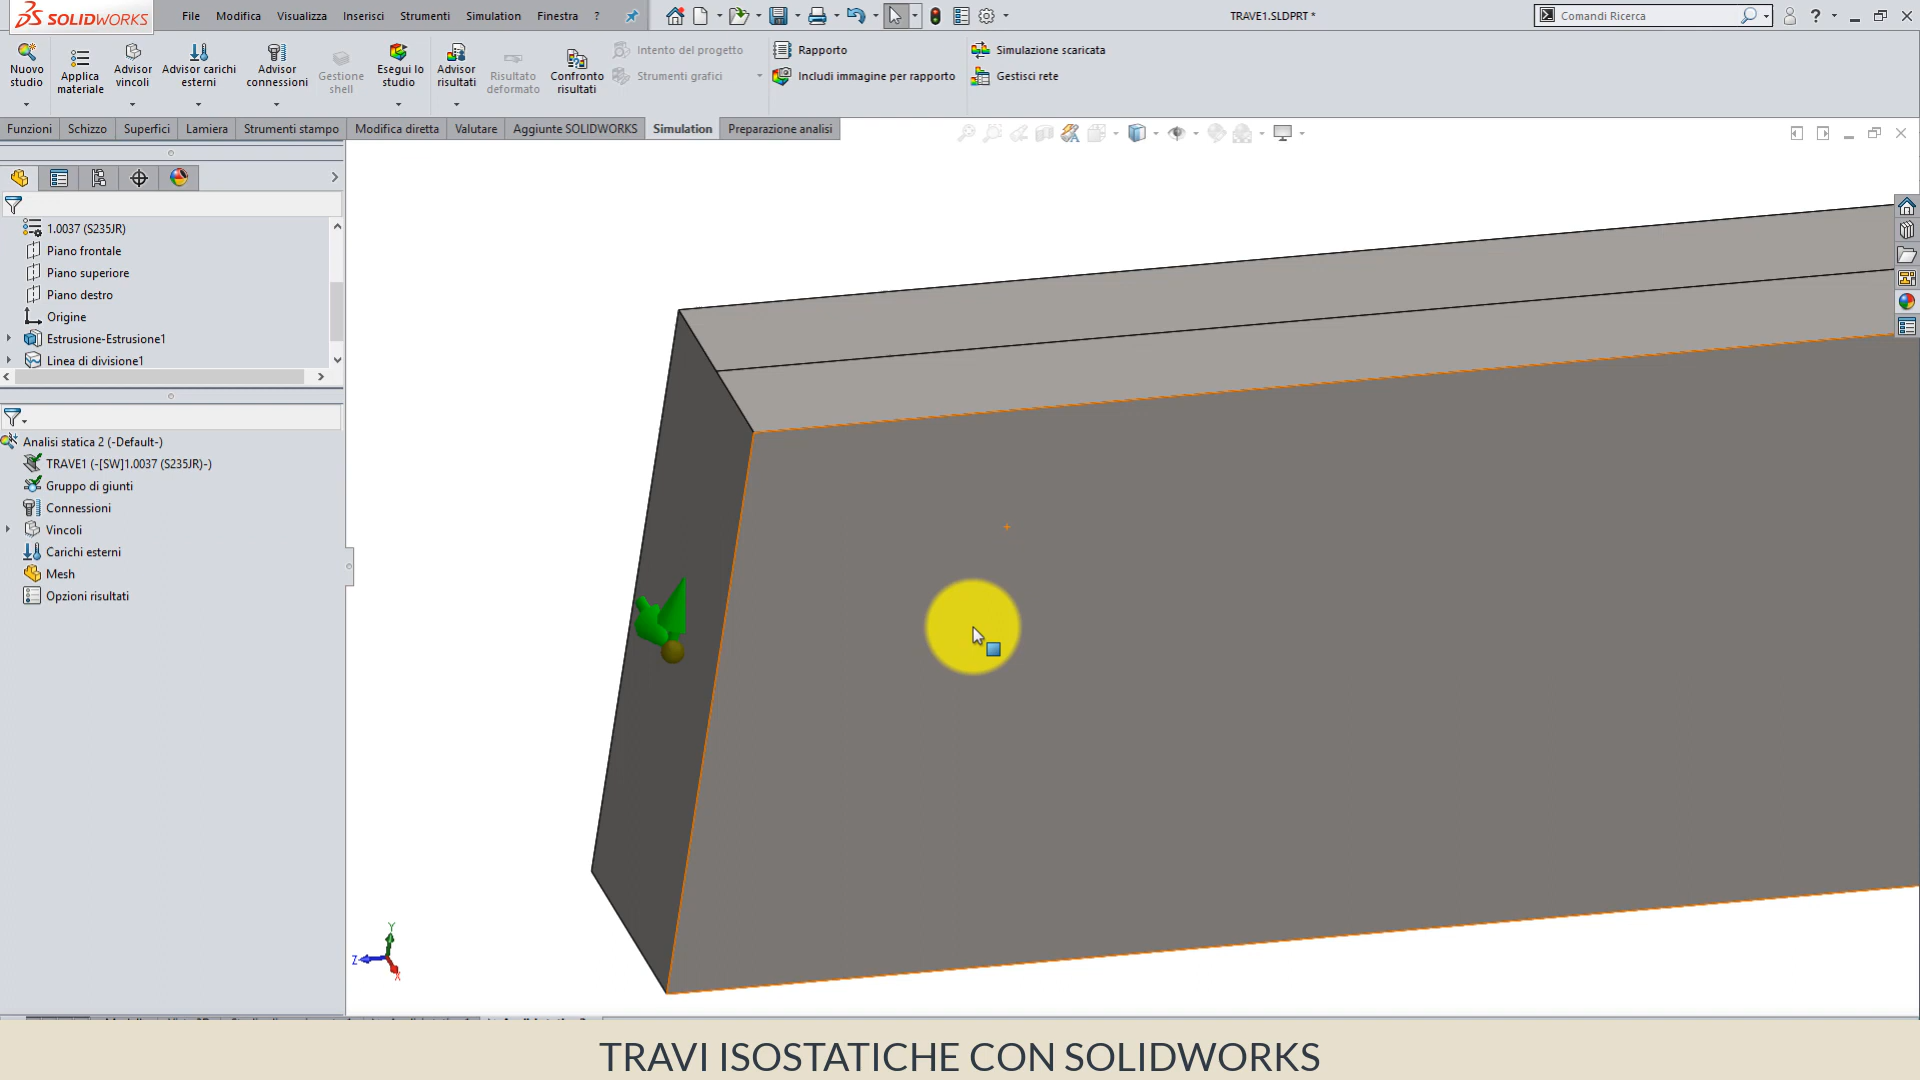 SOLIDWORKS
File
Modifica
Visualizza
Inserisci
Strumenti
Simulation
Finestra
?
TRAVE1.SLDPRT *
Comandi Ricerca
?
Nuovo
studio
Applica
materiale
Advisor
vincoli
Advisor carichi
esterni
Advisor
connessioni
Gestione
shell
Esegui lo
studio
Advisor
risultati
Risultato
deformato
Confronto
risultati
Intento del progetto
Strumenti grafici
Rapporto
Includi immagine per rapporto
Simulazione scaricata
Gestisci rete
Funzioni
Schizzo
Superfici
Lamiera
Strumenti stampo
Modifica diretta
Valutare
Aggiunte SOLIDWORKS
Simulation
Preparazione analisi
1.0037 (S235JR)
Piano frontale
Piano superiore
Piano destro
Origine
Estrusione-Estrusione1
Linea di divisione1
Analisi statica 2 (-Default-)
TRAVE1 (-[SW]1.0037 (S235JR)-)
Gruppo di giunti
Connessioni
Vincoli
Carichi esterni
Mesh
Opzioni risultati
Y
Z
X
TRAVI ISOSTATICHE CON SOLIDWORKS